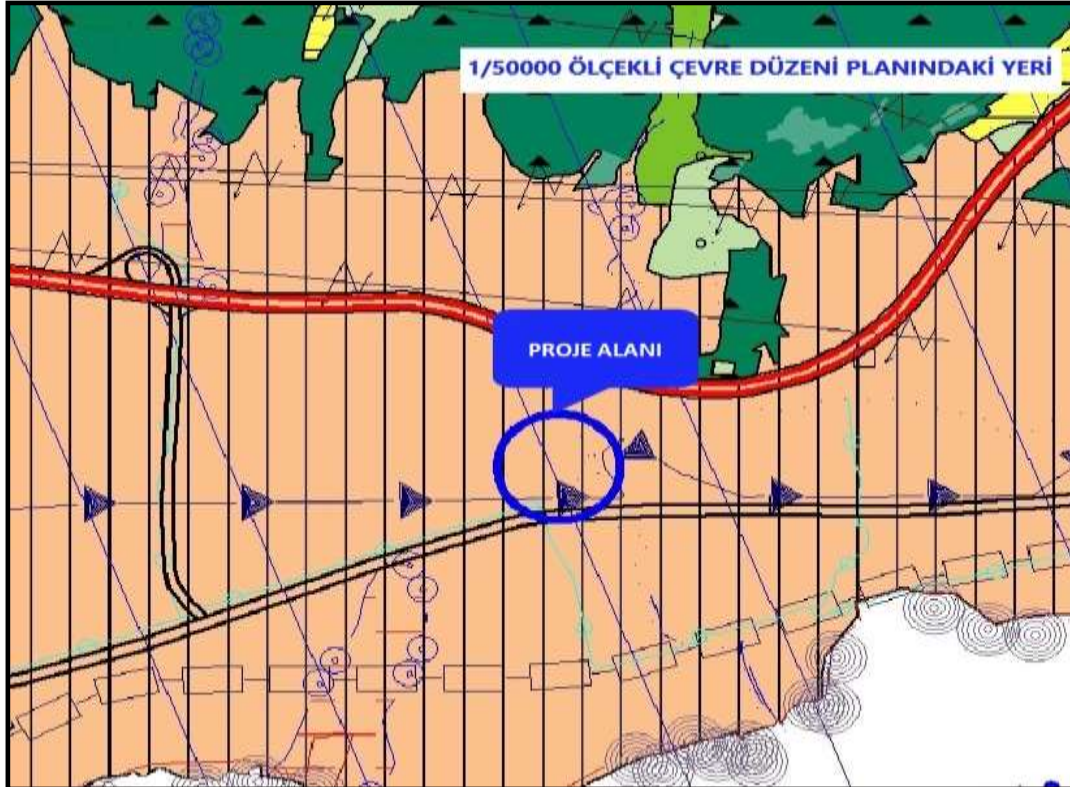 1/50000 ÖLÇEKLİ ÇEVRE DÜZENİ PLANINDAKİ YERİ
PROJE ALANI